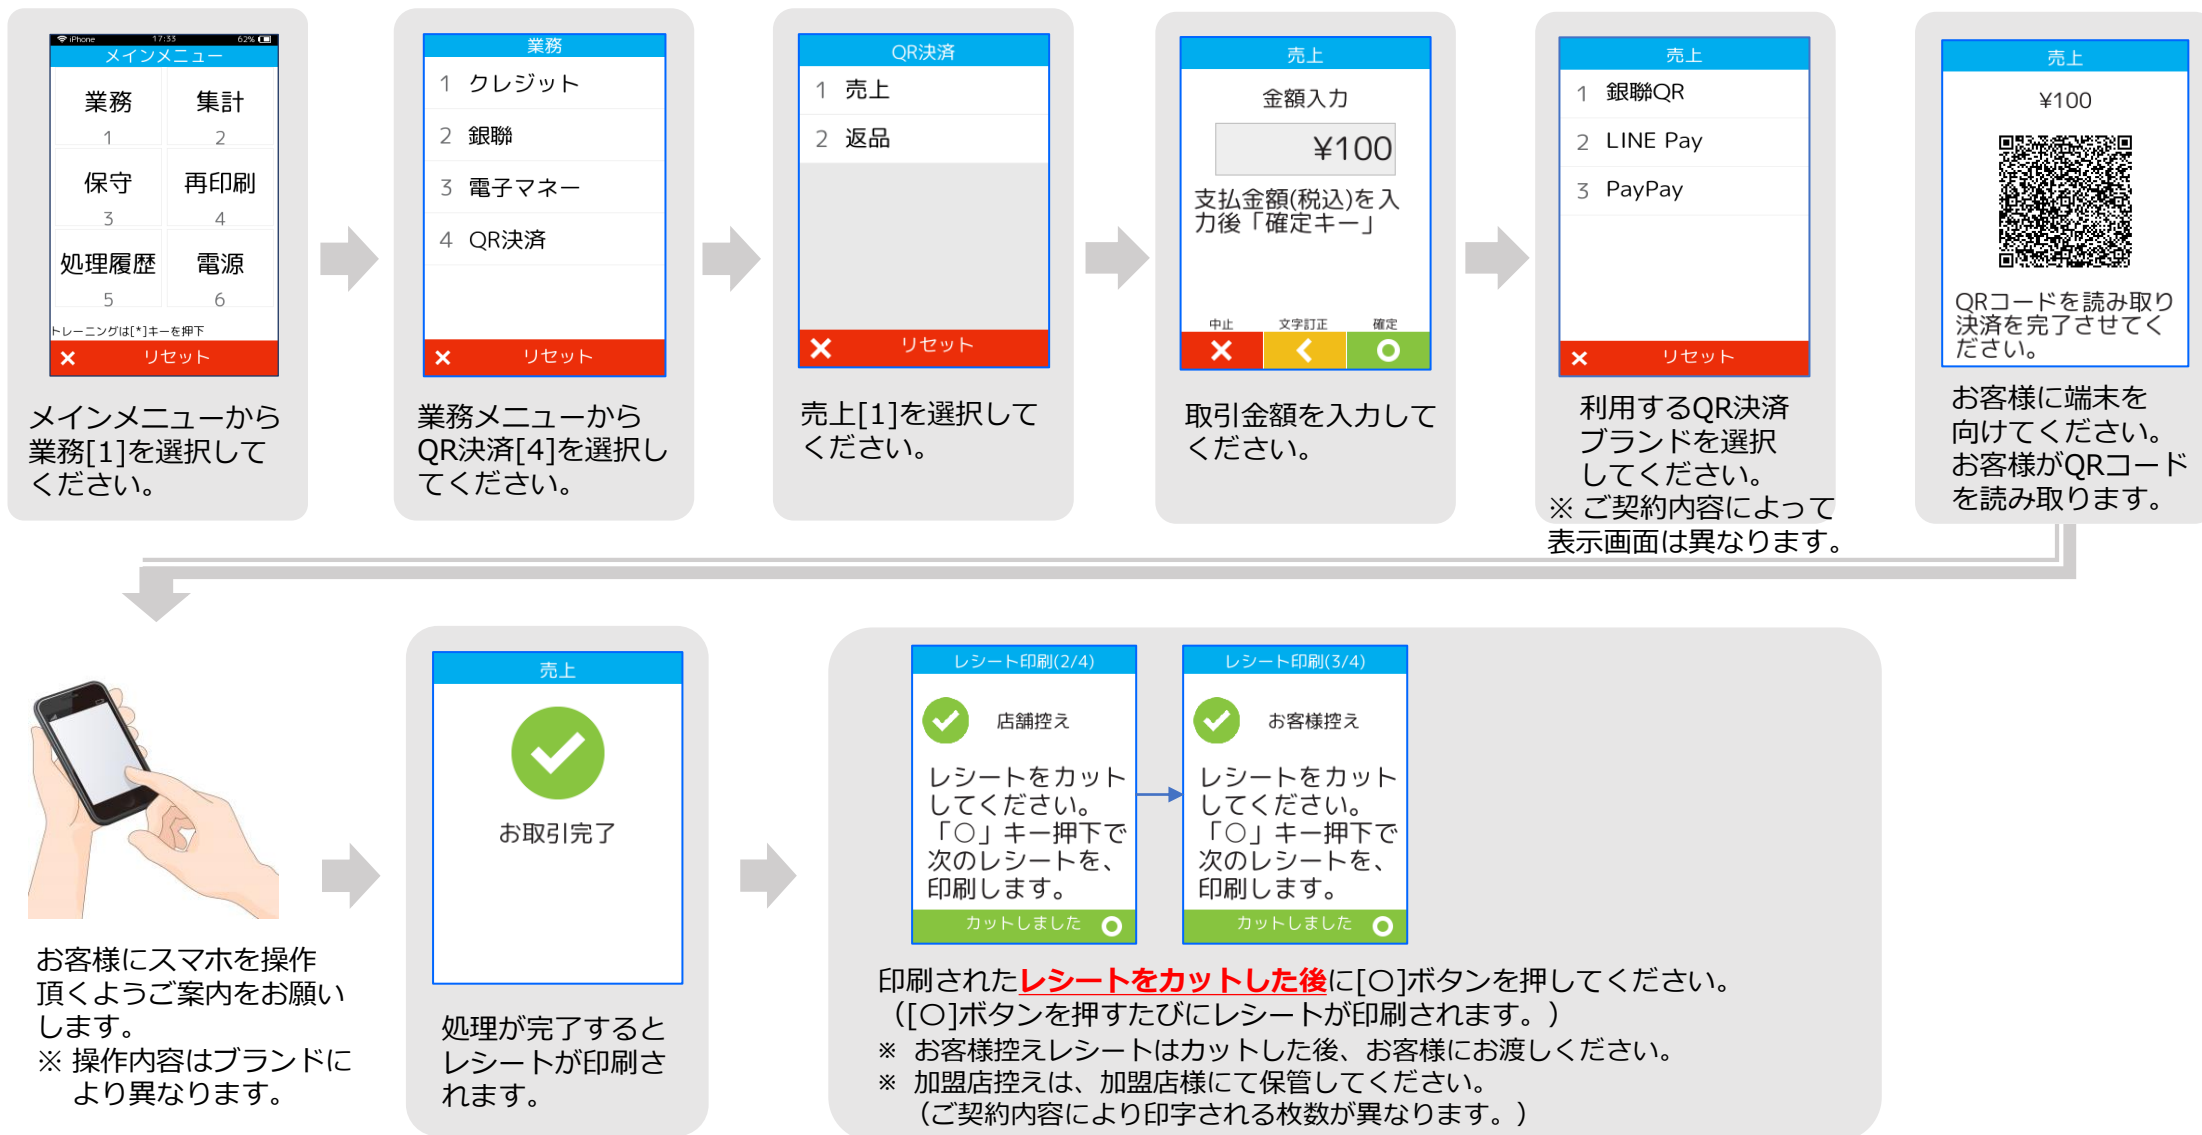 iPhone 17:33 62%
メインメニュー
業務 集計
1 2
保守 再印刷
3 4
処理履歴 電源
5 6
トレーニングは[*]キーを押下
× リセット
メインメニューから
業務[1]を選択して
ください。
業務
1 クレジット
2 銀聯
3 電子マネー
4 QR決済
× リセット
業務メニューから
QR決済[4]を選択し
てください。
QR決済
1 売上
2 返品
× リセット
売上[1]を選択して
ください。
売上
金額入力
¥100
支払金額(税込)を入
力後「確定キー」
中止 文字訂正 確定
取引金額を入力して
ください。
売上
1 銀聯QR
2 LINE Pay
3 PayPay
× リセット
利用するQR決済
ブランドを選択
してください。
※ ご契約内容によって
表示画面は異なります。
売上
¥100
QRコードを読み取り
決済を完了させてく
ださい。
お客様に端末を
向けてください。
お客様がQRコード
を読み取ります。
お客様にスマホを操作
頂くようご案内をお願い
します。
※ 操作内容はブランドに
より異なります。
売上
お取引完了
処理が完了すると
レシートが印刷さ
れます。
レシート印刷(2/4)
店舗控え
レシートをカット
してください。
「○」キー押下で
次のレシートを、
印刷します。
カットしました
レシート印刷(3/4)
お客様控え
レシートをカット
してください。
「○」キー押下で
次のレシートを、
印刷します。
カットしました
印刷されたレシートをカットした後に[○]ボタンを押してください。
([○]ボタンを押すたびにレシートが印刷されます。)
※ お客様控えレシートはカットした後、お客様にお渡しください。
※ 加盟店控えは、加盟店様にて保管してください。
(ご契約内容により印字される枚数が異なります。)